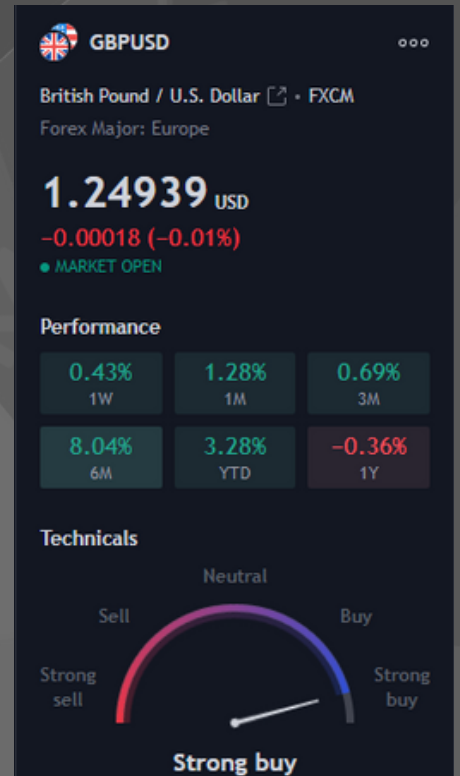 GBPUSD
British Pound / U.S. Dollar • FXCM
Forex Major: Europe
1.24939 USD
−0.00018 (−0.01%)
MARKET OPEN
Performance
0.43% 1.28% 0.69%
1W 1M 3M
8.04% 3.28% −0.36%
6M YTD 1Y
Technicals
Neutral
Sell Buy
Strong sell Strong buy
Strong buy